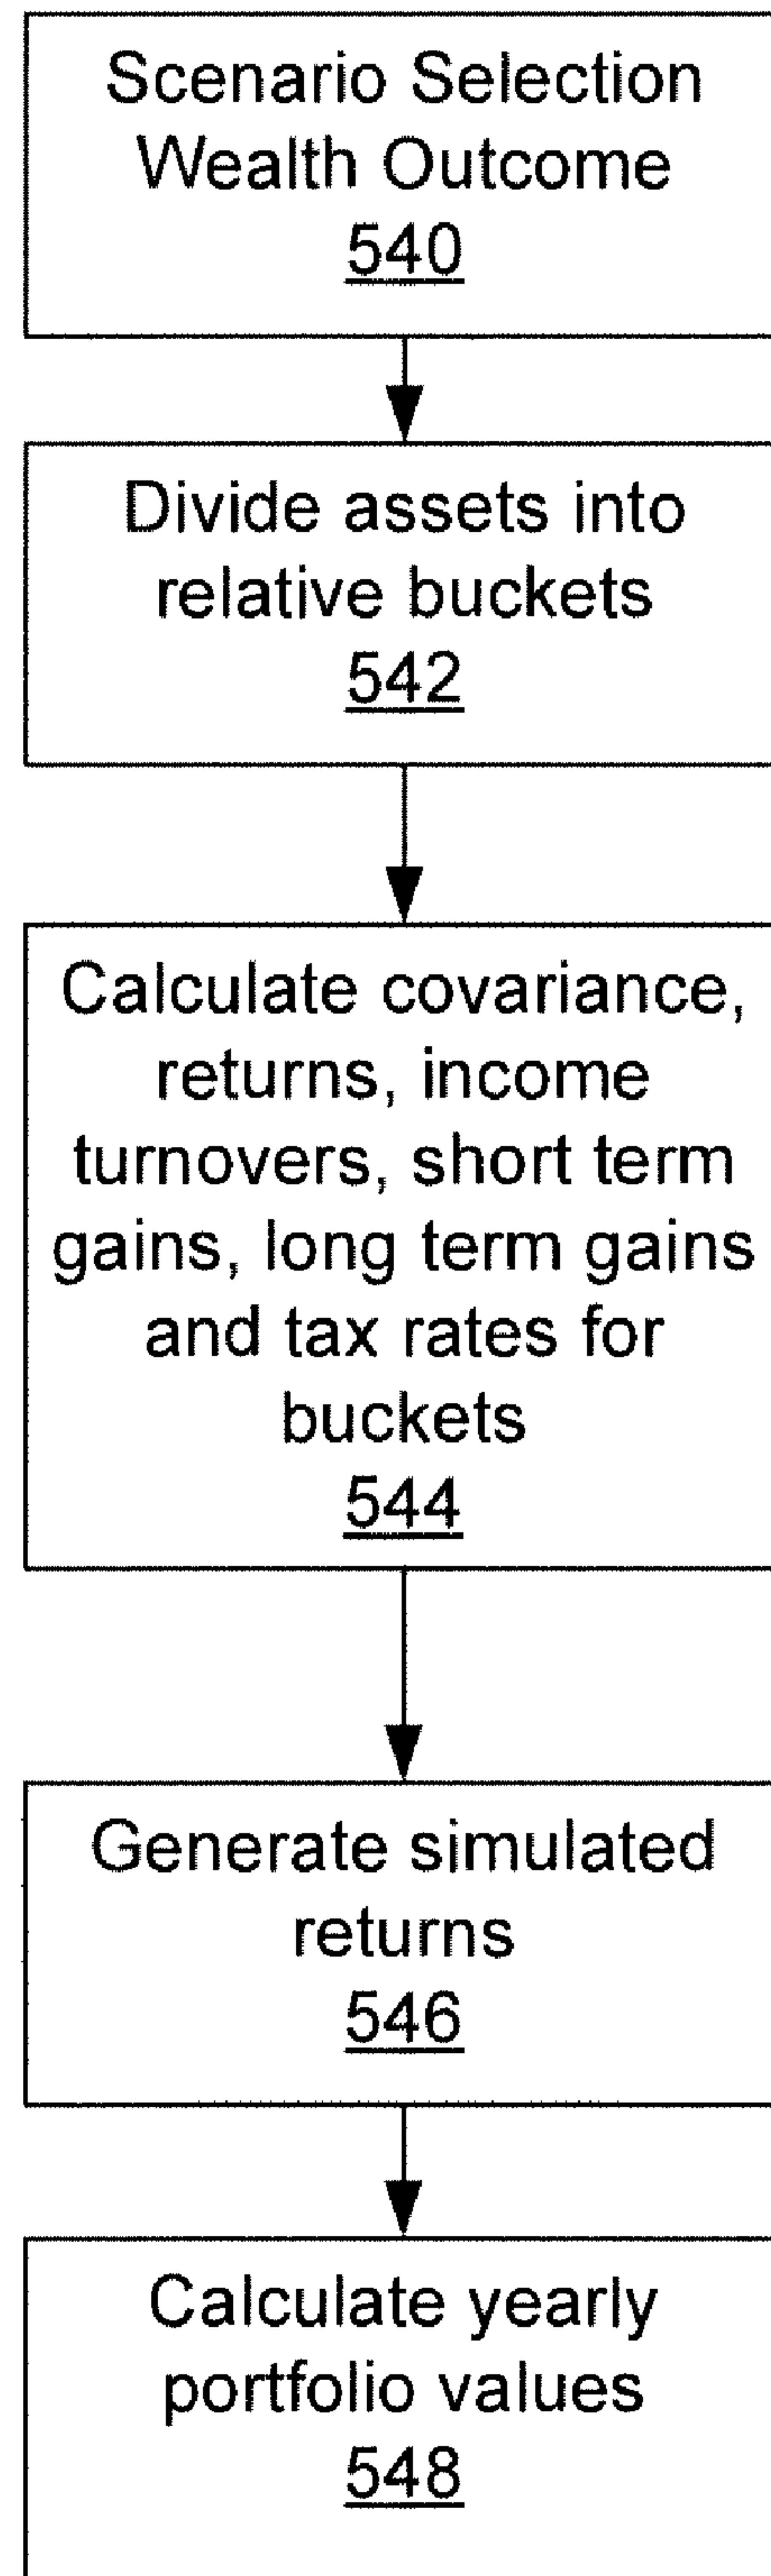 Scenario Selection
Wealth Outcome
540
Divide assets into
relative buckets
542
Calculate covariance,
returns, income
turnovers, short term
gains, long term gains
and tax rates for
buckets
544
Generate simulated
returns
546
Calculate yearly
portfolio values
548